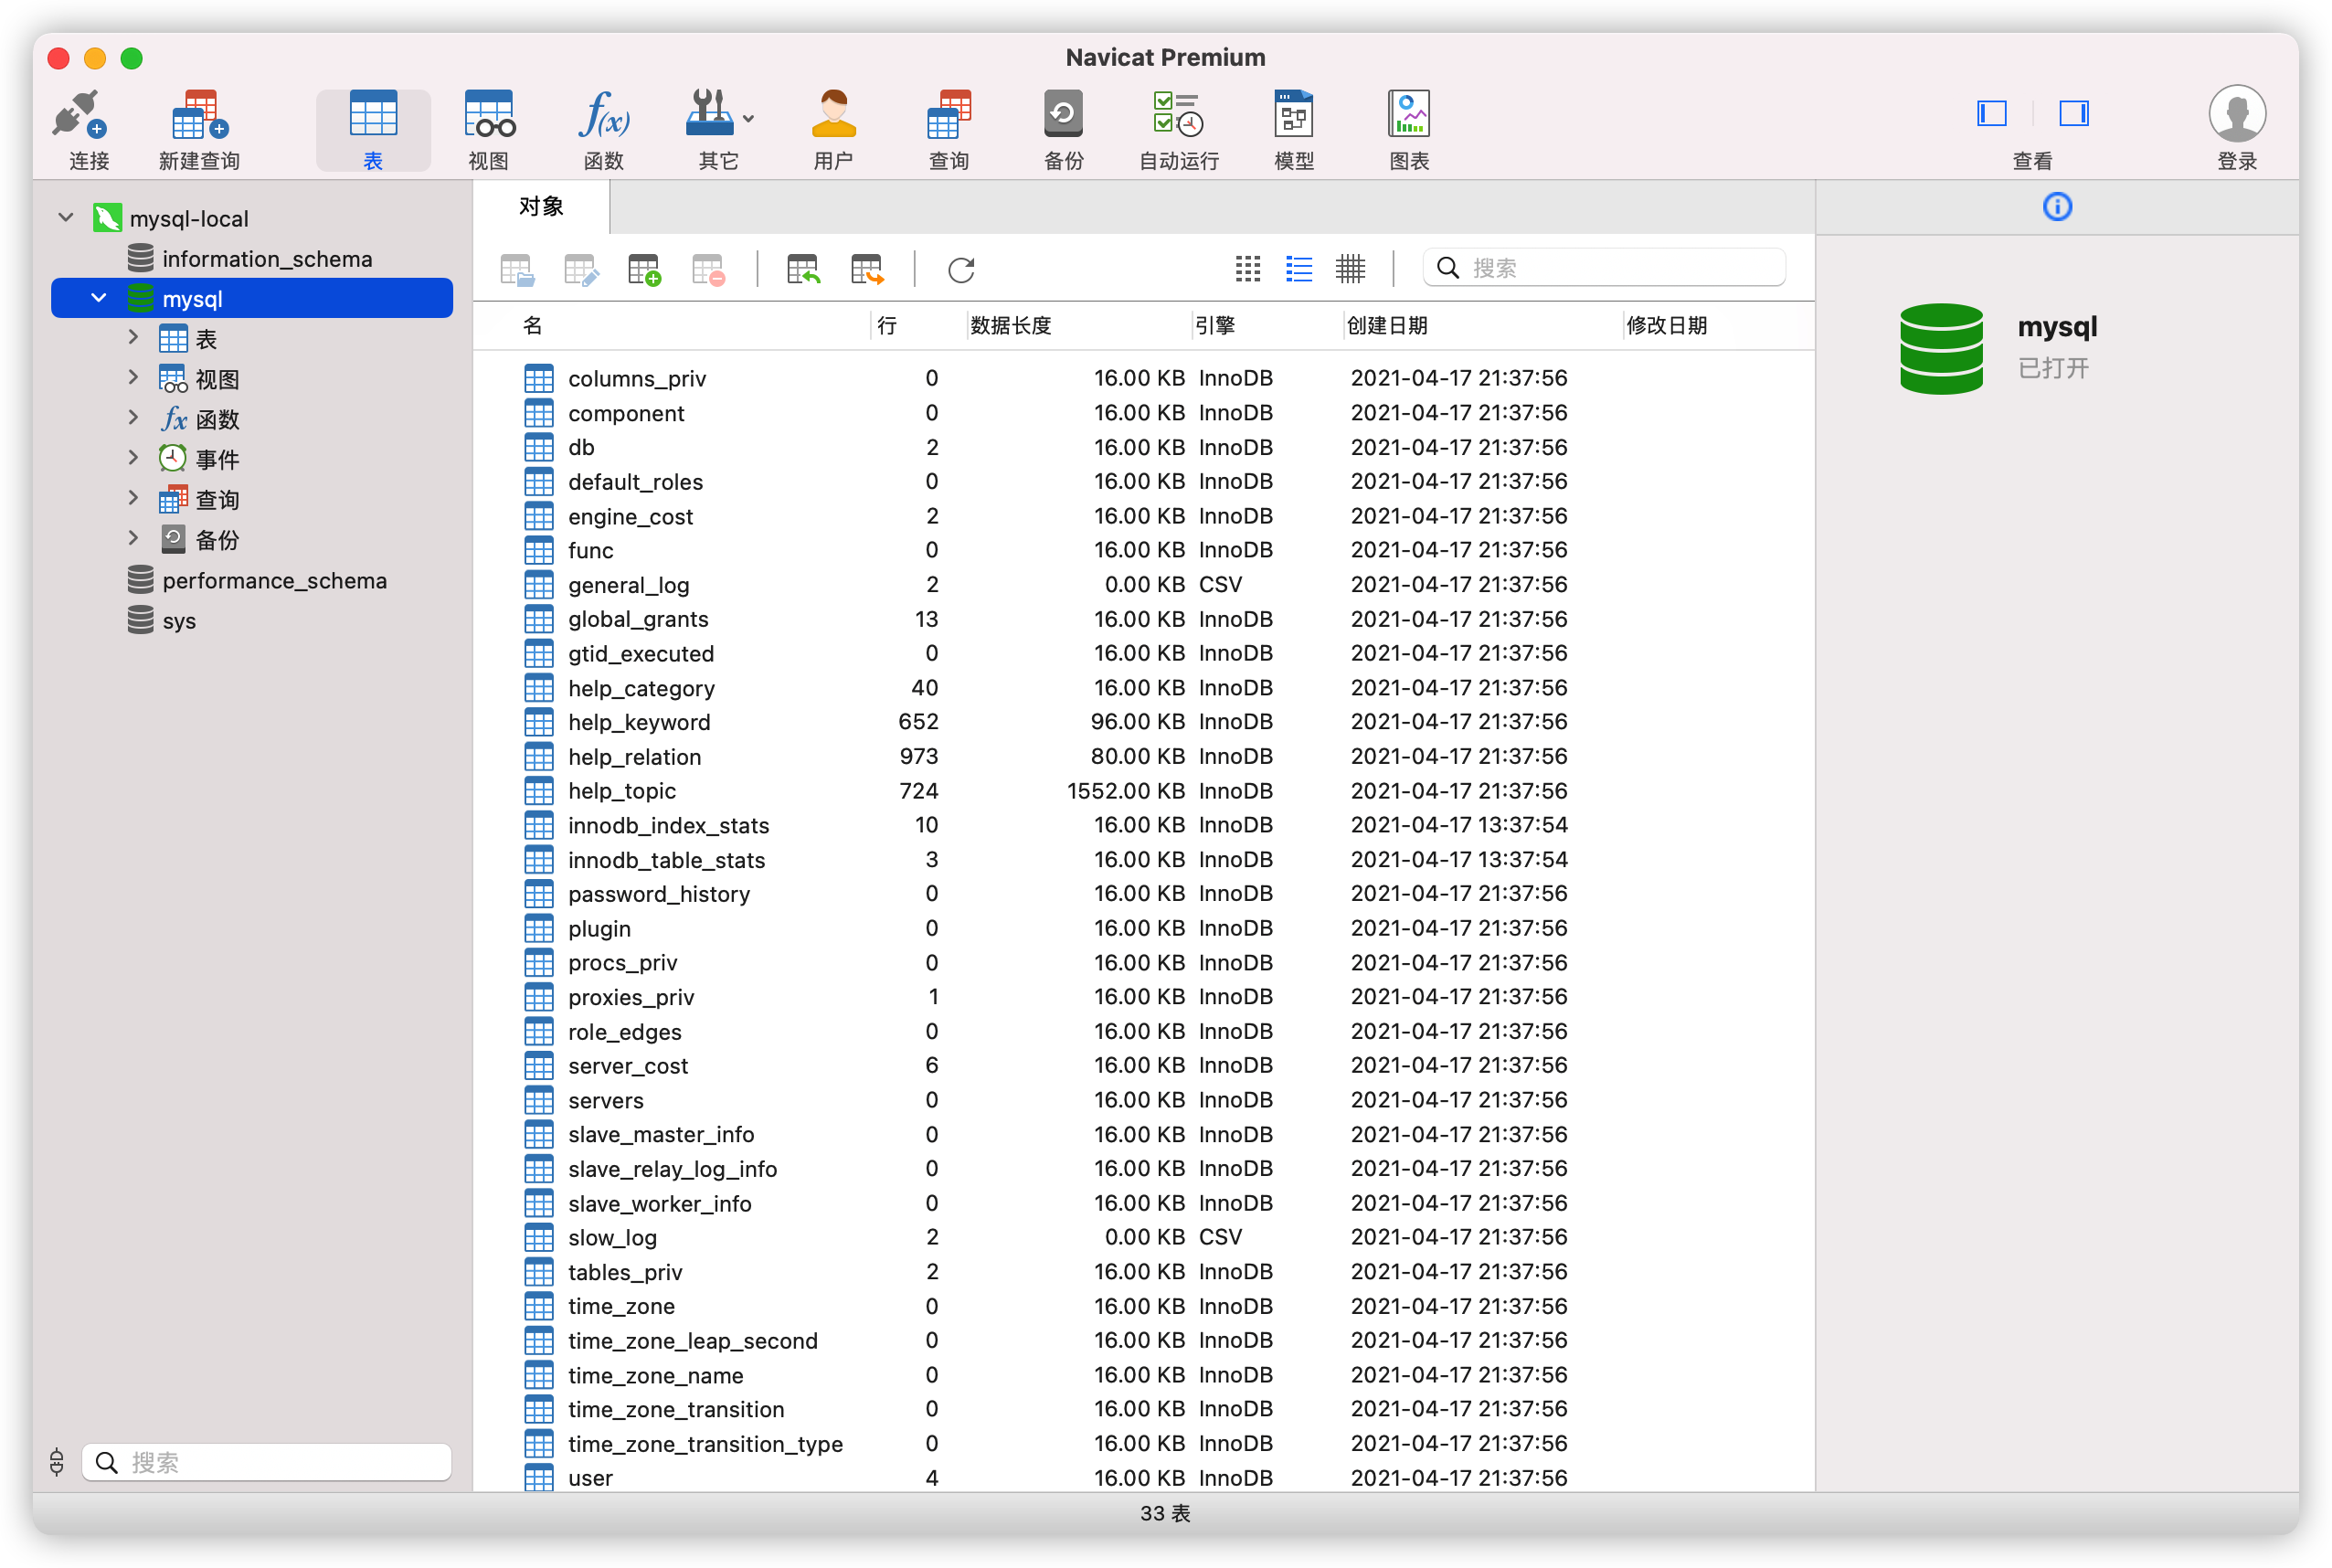 Navicat Premium
连接 新建查询 表 视图 函数 其它 用户 查询 备份 自动运行 模型 图表 查看 登录
mysql-local
information_schema
mysql
表
视图
函数
事件
查询
备份
performance_schema
sys
搜索
对象
搜索
名 行 数据长度 引擎 创建日期 修改日期
columns_priv 0 16.00 KB InnoDB 2021-04-17 21:37:56
component 0 16.00 KB InnoDB 2021-04-17 21:37:56
db 2 16.00 KB InnoDB 2021-04-17 21:37:56
default_roles 0 16.00 KB InnoDB 2021-04-17 21:37:56
engine_cost 2 16.00 KB InnoDB 2021-04-17 21:37:56
func 0 16.00 KB InnoDB 2021-04-17 21:37:56
general_log 2 0.00 KB CSV 2021-04-17 21:37:56
global_grants 13 16.00 KB InnoDB 2021-04-17 21:37:56
gtid_executed 0 16.00 KB InnoDB 2021-04-17 21:37:56
help_category 40 16.00 KB InnoDB 2021-04-17 21:37:56
help_keyword 652 96.00 KB InnoDB 2021-04-17 21:37:56
help_relation 973 80.00 KB InnoDB 2021-04-17 21:37:56
help_topic 724 1552.00 KB InnoDB 2021-04-17 21:37:56
innodb_index_stats 10 16.00 KB InnoDB 2021-04-17 13:37:54
innodb_table_stats 3 16.00 KB InnoDB 2021-04-17 13:37:54
password_history 0 16.00 KB InnoDB 2021-04-17 21:37:56
plugin 0 16.00 KB InnoDB 2021-04-17 21:37:56
procs_priv 0 16.00 KB InnoDB 2021-04-17 21:37:56
proxies_priv 1 16.00 KB InnoDB 2021-04-17 21:37:56
role_edges 0 16.00 KB InnoDB 2021-04-17 21:37:56
server_cost 6 16.00 KB InnoDB 2021-04-17 21:37:56
servers 0 16.00 KB InnoDB 2021-04-17 21:37:56
slave_master_info 0 16.00 KB InnoDB 2021-04-17 21:37:56
slave_relay_log_info 0 16.00 KB InnoDB 2021-04-17 21:37:56
slave_worker_info 0 16.00 KB InnoDB 2021-04-17 21:37:56
slow_log 2 0.00 KB CSV 2021-04-17 21:37:56
tables_priv 2 16.00 KB InnoDB 2021-04-17 21:37:56
time_zone 0 16.00 KB InnoDB 2021-04-17 21:37:56
time_zone_leap_second 0 16.00 KB InnoDB 2021-04-17 21:37:56
time_zone_name 0 16.00 KB InnoDB 2021-04-17 21:37:56
time_zone_transition 0 16.00 KB InnoDB 2021-04-17 21:37:56
time_zone_transition_type 0 16.00 KB InnoDB 2021-04-17 21:37:56
user 4 16.00 KB InnoDB 2021-04-17 21:37:56
mysql
已打开
33 表